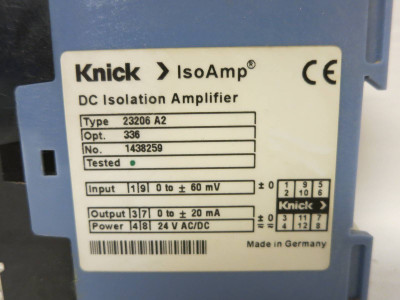 Knick > IsoAmp® CE
DC Isolation Amplifier
Type 23206 A2
Opt. 336
No. 1438259
Tested
Input 1 9 0 to ± 60 mV
Output 3 7 0 to ± 20 mA
Power 4 8 24 V AC/DC
± 0
± 0
1 9 5
2 10 6
Knick >
3 11 7
4 12 8
Made in Germany